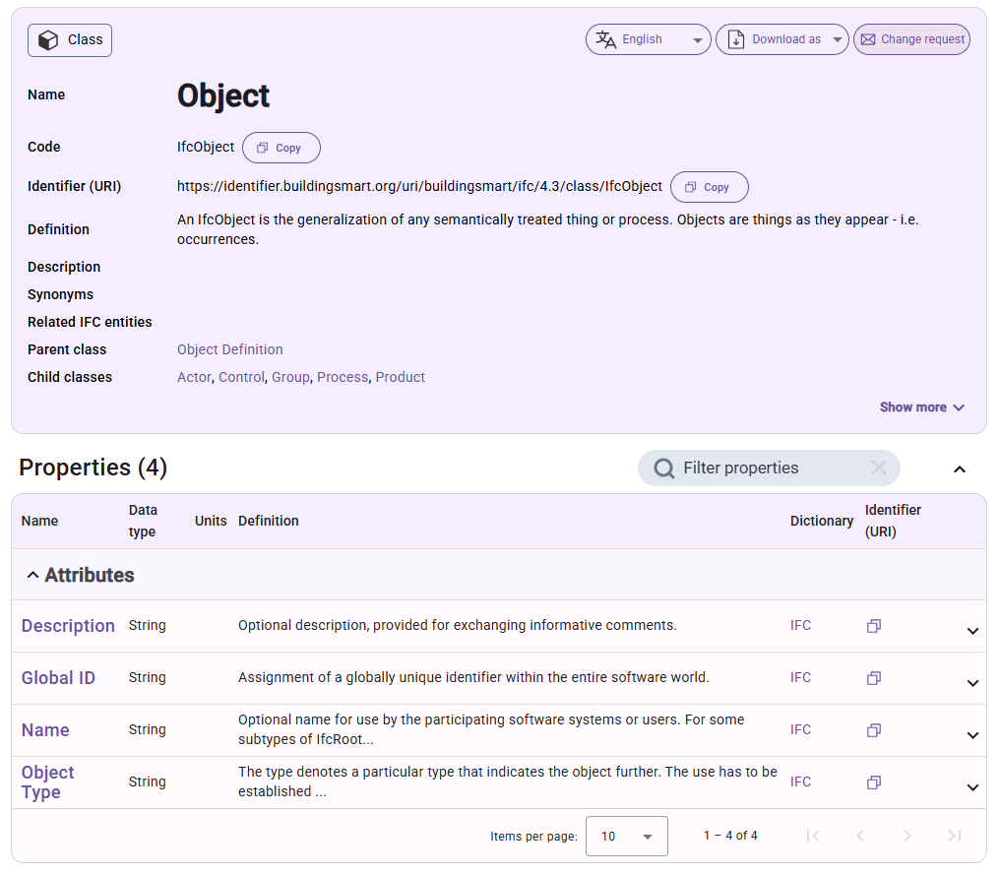 Class
English
Download as
Change request
Name
Object
Code
IfcObject
Copy
Identifier (URI)
https://identifier.buildingsmart.org/uri/buildingsmart/ifc/4.3/class/IfcObject
Copy
Definition
An IfcObject is the generalization of any semantically treated thing or process. Objects are things as they appear - i.e.
occurrences.
Description
Synonyms
Related IFC entities
Parent class
Object Definition
Child classes
Actor, Control, Group, Process, Product
Show more
Properties (4)
Filter properties
Name
Data
type
Units
Definition
Dictionary
Identifier
(URI)
Attributes
Description
String
Optional description, provided for exchanging informative comments.
IFC
Global ID
String
Assignment of a globally unique identifier within the entire software world.
IFC
Name
String
Optional name for use by the participating software systems or users. For some
subtypes of IfcRoot...
IFC
Object
Type
String
The type denotes a particular type that indicates the object further. The use has to be
established ...
IFC
Items per page:
10
1 – 4 of 4